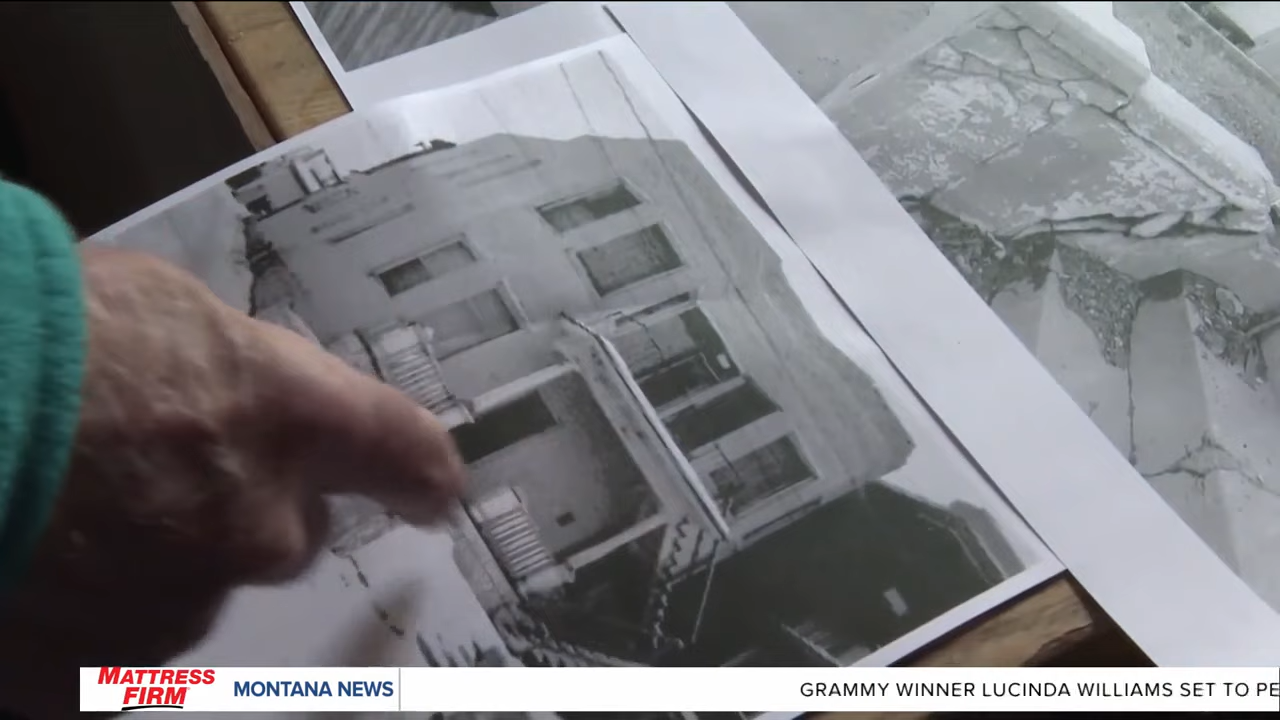 MATTRESS
FIRM
MONTANA NEWS
GRAMMY WINNER LUCINDA WILLIAMS SET TO PE